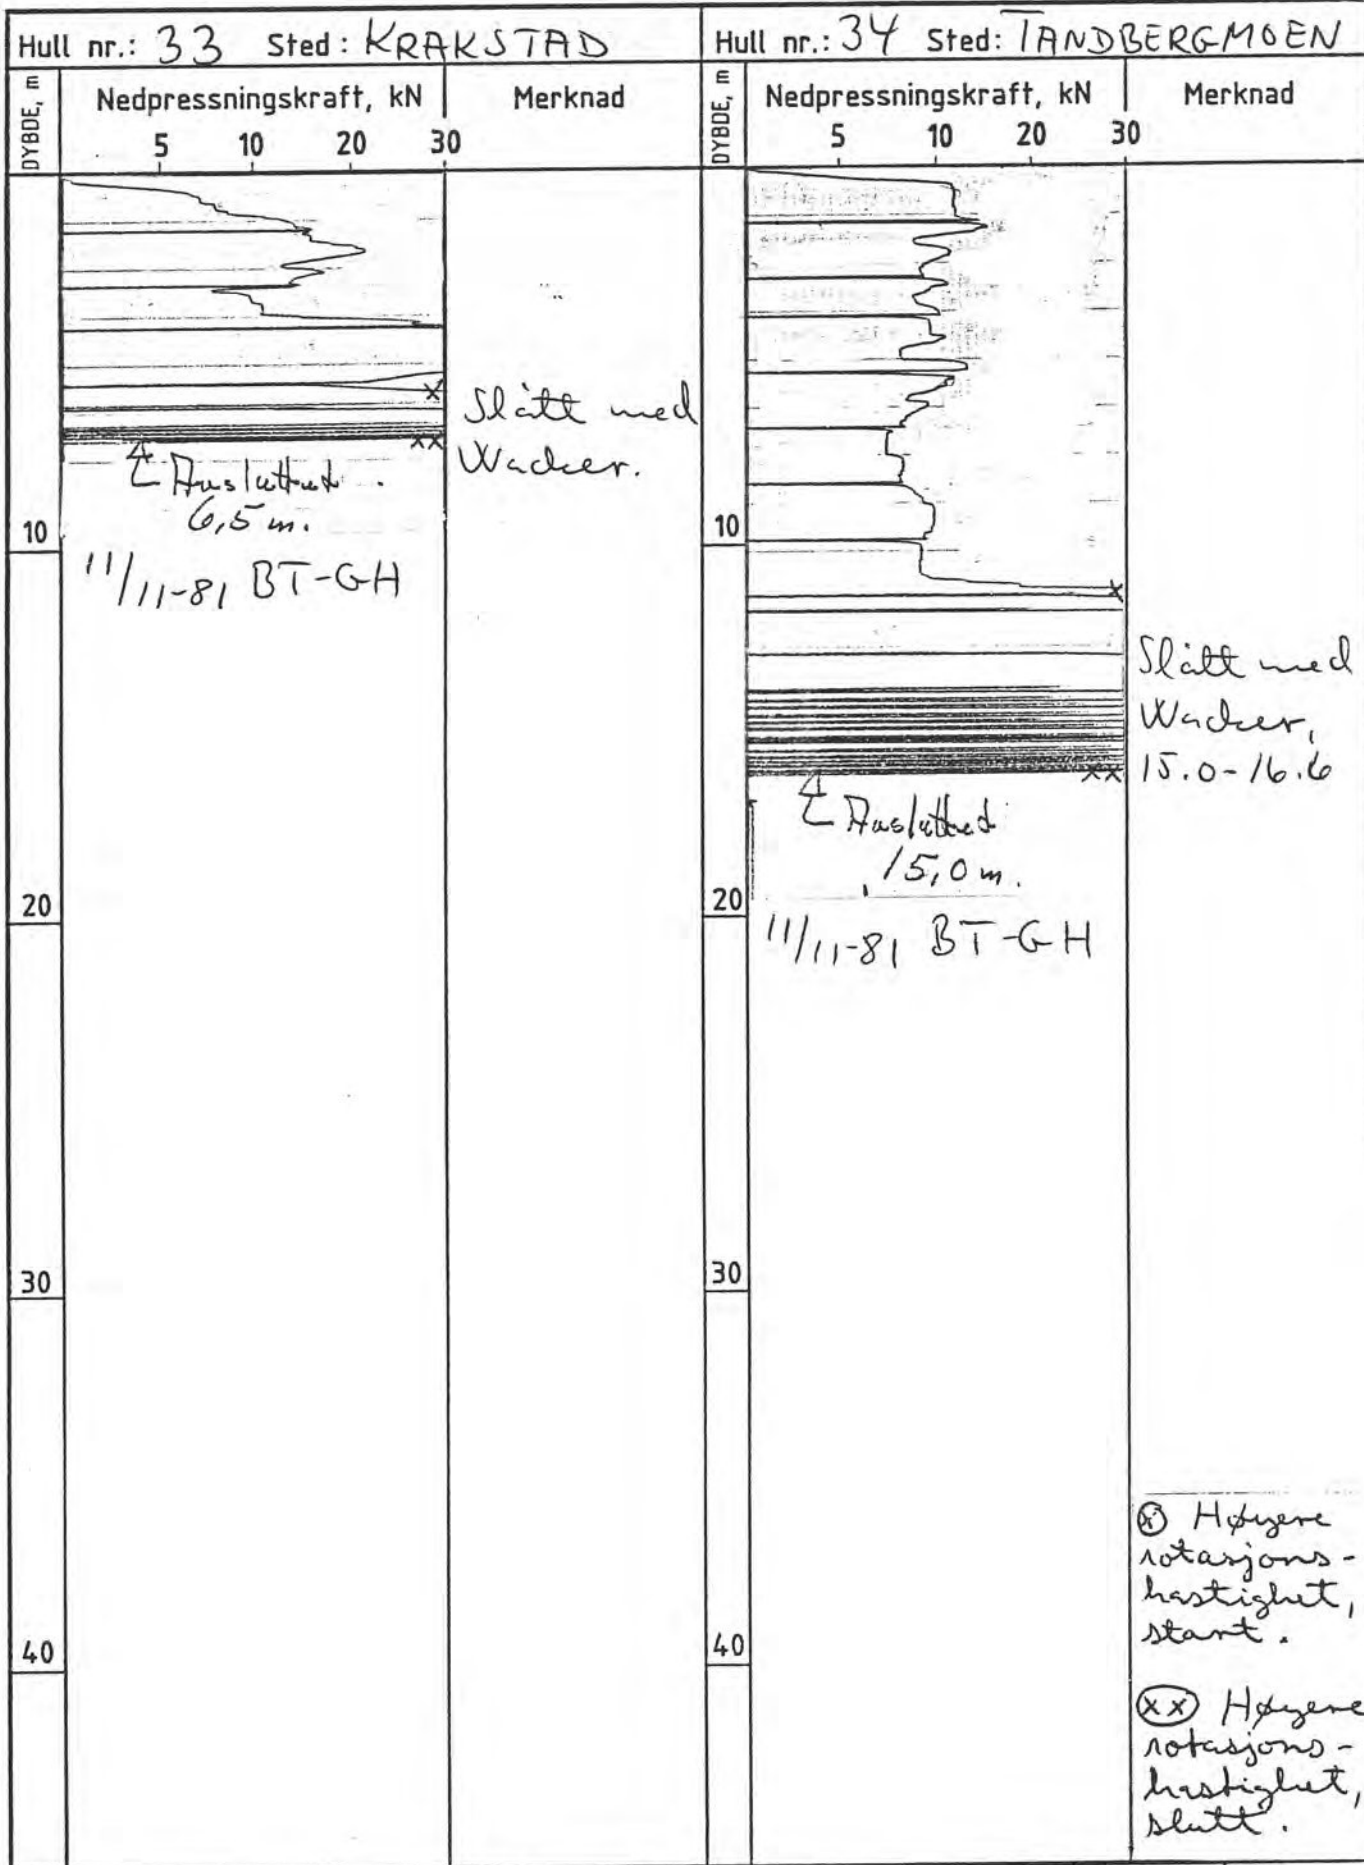 Hull nr.: 33 Sted: KRAKSTAD
DYBDE, m
Nedpressningskraft, kN
Merknad
5 10 20 30
Slått med
Wacker.
x
xx
Avsluttet.
6,5 m.
11/11-81 BT-GH
10
20
30
40
Hull nr.: 34 Sted: TANDBERGMOEN
DYBDE, m
Nedpressningskraft, kN
Merknad
5 10 20 30
x
Slått med
Wacker,
15.0-16.6
xx
Avsluttet
15,0 m.
11/11-81 BT-GH
10
20
30
40
x Høyere
rotasjons-
hastighet,
start.
xx Høyere
rotasjons-
hastighet,
slutt.